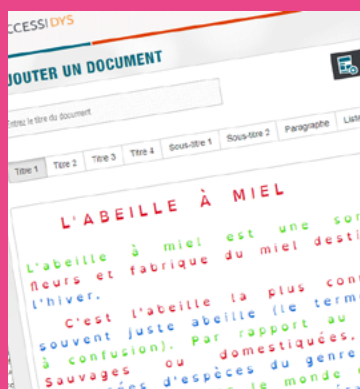 CCESSIDYS
JOUTER UN DOCUMENT
Entrez le titre du document
Titre 1 Titre 2 Titre 3 Titre 4 Sous-titre 1 Sous-titre 2 Paragraphe List
L'ABEILLE À MIEL
L'abeille à miel est une sor
fleurs et fabrique du miel desti
l'hiver.
C'est l'abeille la plus con
souvent juste abeille (le term
à confusion). Par rapport au
sauvages ou domestiquées,
d'espèces du genre
le monde